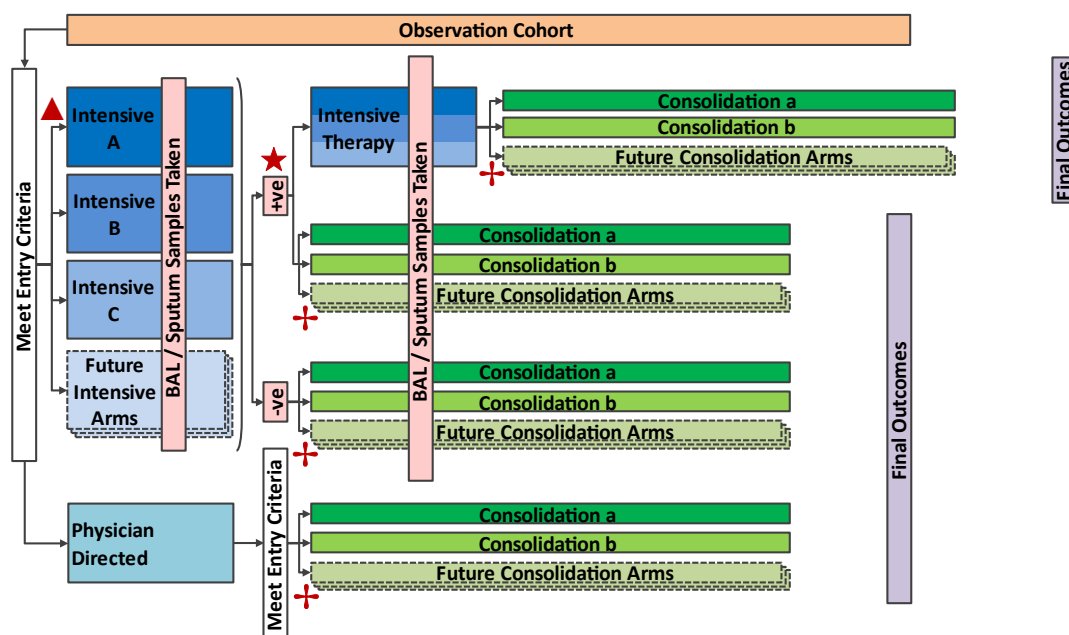 Observation Cohort
Meet Entry Criteria
Intensive
A
Intensive
B
Intensive
C
Future
Intensive
Arms
BAL / Sputum Samples Taken
+ve
-ve
Intensive
Therapy
BAL / Sputum Samples Taken
Consolidation a
Consolidation b
Future Consolidation Arms
Consolidation a
Consolidation b
Future Consolidation Arms
Consolidation a
Consolidation b
Future Consolidation Arms
Physician
Directed
Meet Entry Criteria
Consolidation a
Consolidation b
Future Consolidation Arms
Final Outcomes
Final Outcomes